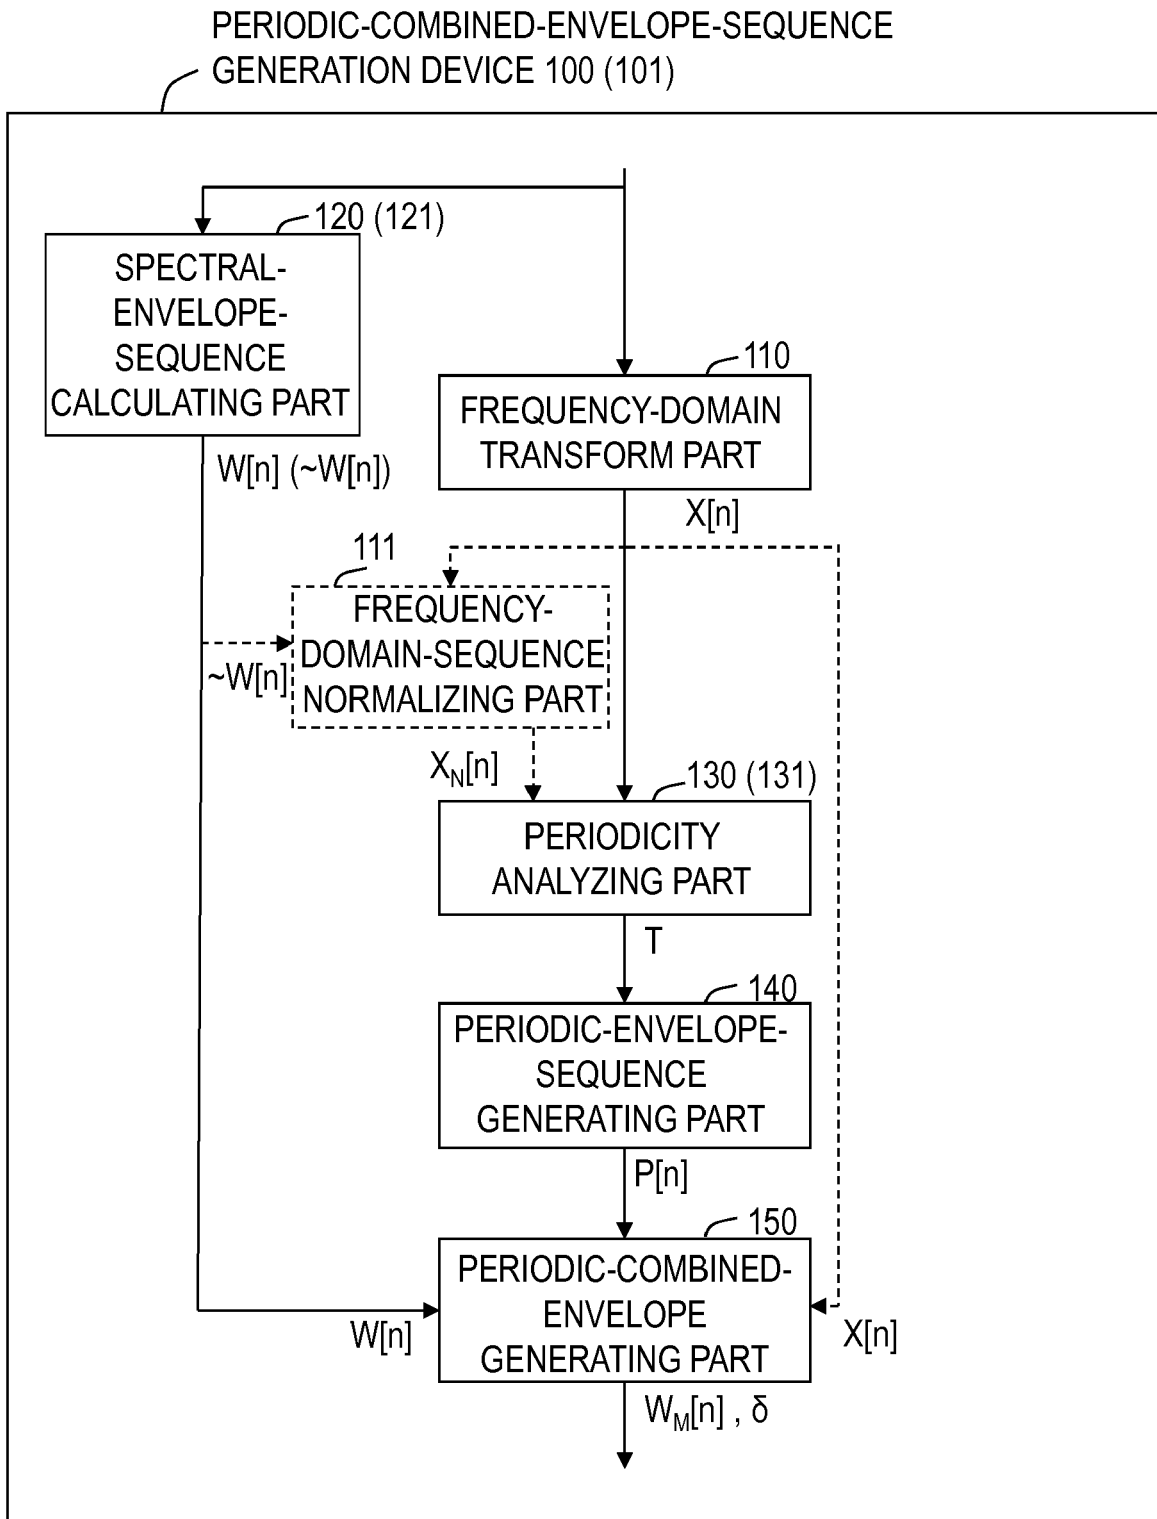 PERIODIC-COMBINED-ENVELOPE-SEQUENCE
GENERATION DEVICE 100 (101)
120 (121)
SPECTRAL-
ENVELOPE-
SEQUENCE
CALCULATING PART
110
FREQUENCY-DOMAIN
TRANSFORM PART
W[n] (~W[n])
X[n]
111
FREQUENCY-
DOMAIN-SEQUENCE
NORMALIZING PART
~W[n]
X_N[n]
130 (131)
PERIODICITY
ANALYZING PART
T
140
PERIODIC-ENVELOPE-
SEQUENCE
GENERATING PART
P[n]
150
PERIODIC-COMBINED-
ENVELOPE
GENERATING PART
W[n]
X[n]
W_M[n] , δ